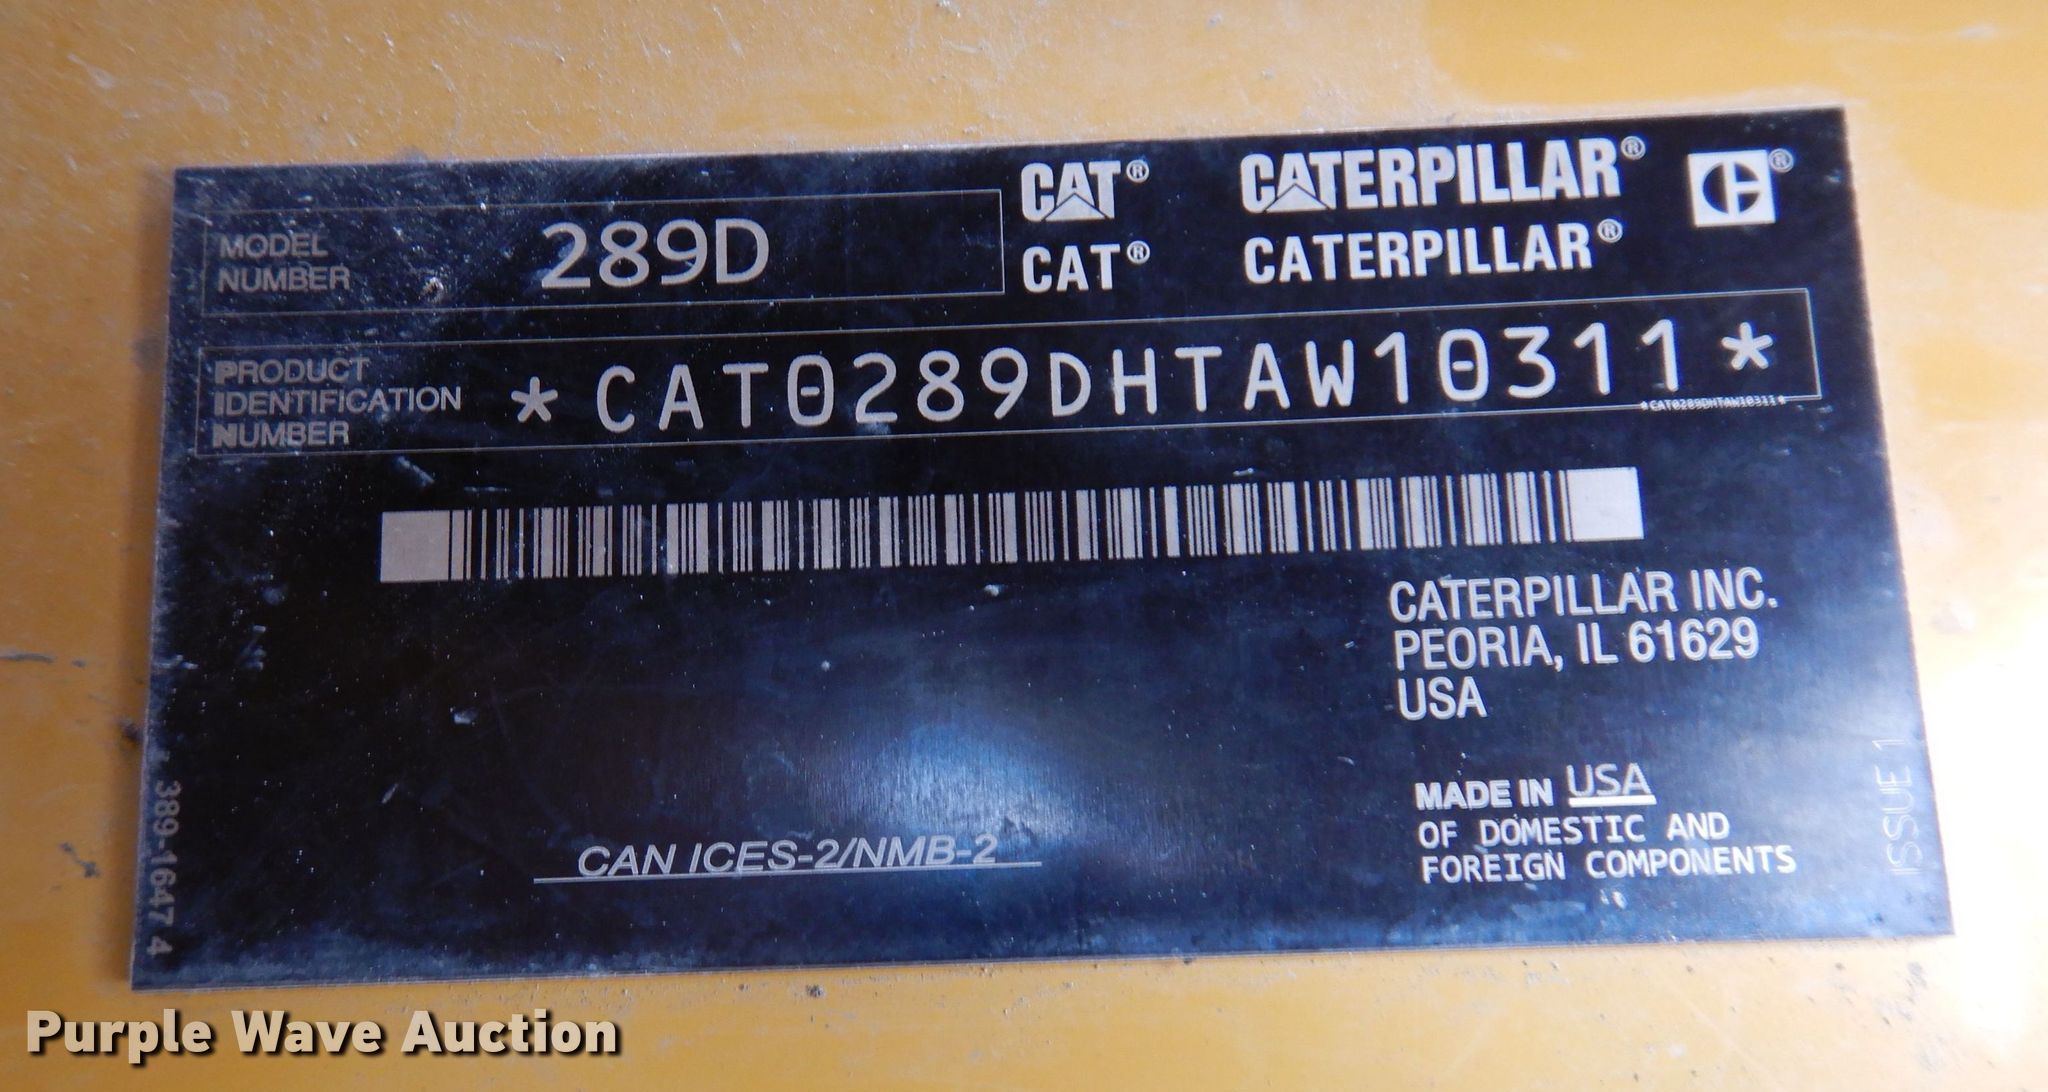 MODEL NUMBER 289D
CAT® CATERPILLAR®
CAT® CATERPILLAR®
PRODUCT IDENTIFICATION NUMBER *CAT0289DHTAW10311*
*CAT0289DHTAW10311*
CATERPILLAR INC.
PEORIA, IL 61629
USA
MADE IN USA
OF DOMESTIC AND
FOREIGN COMPONENTS
CAN ICES-2/NMB-2
389-1647 4
ISSUE 1
Purple Wave Auction